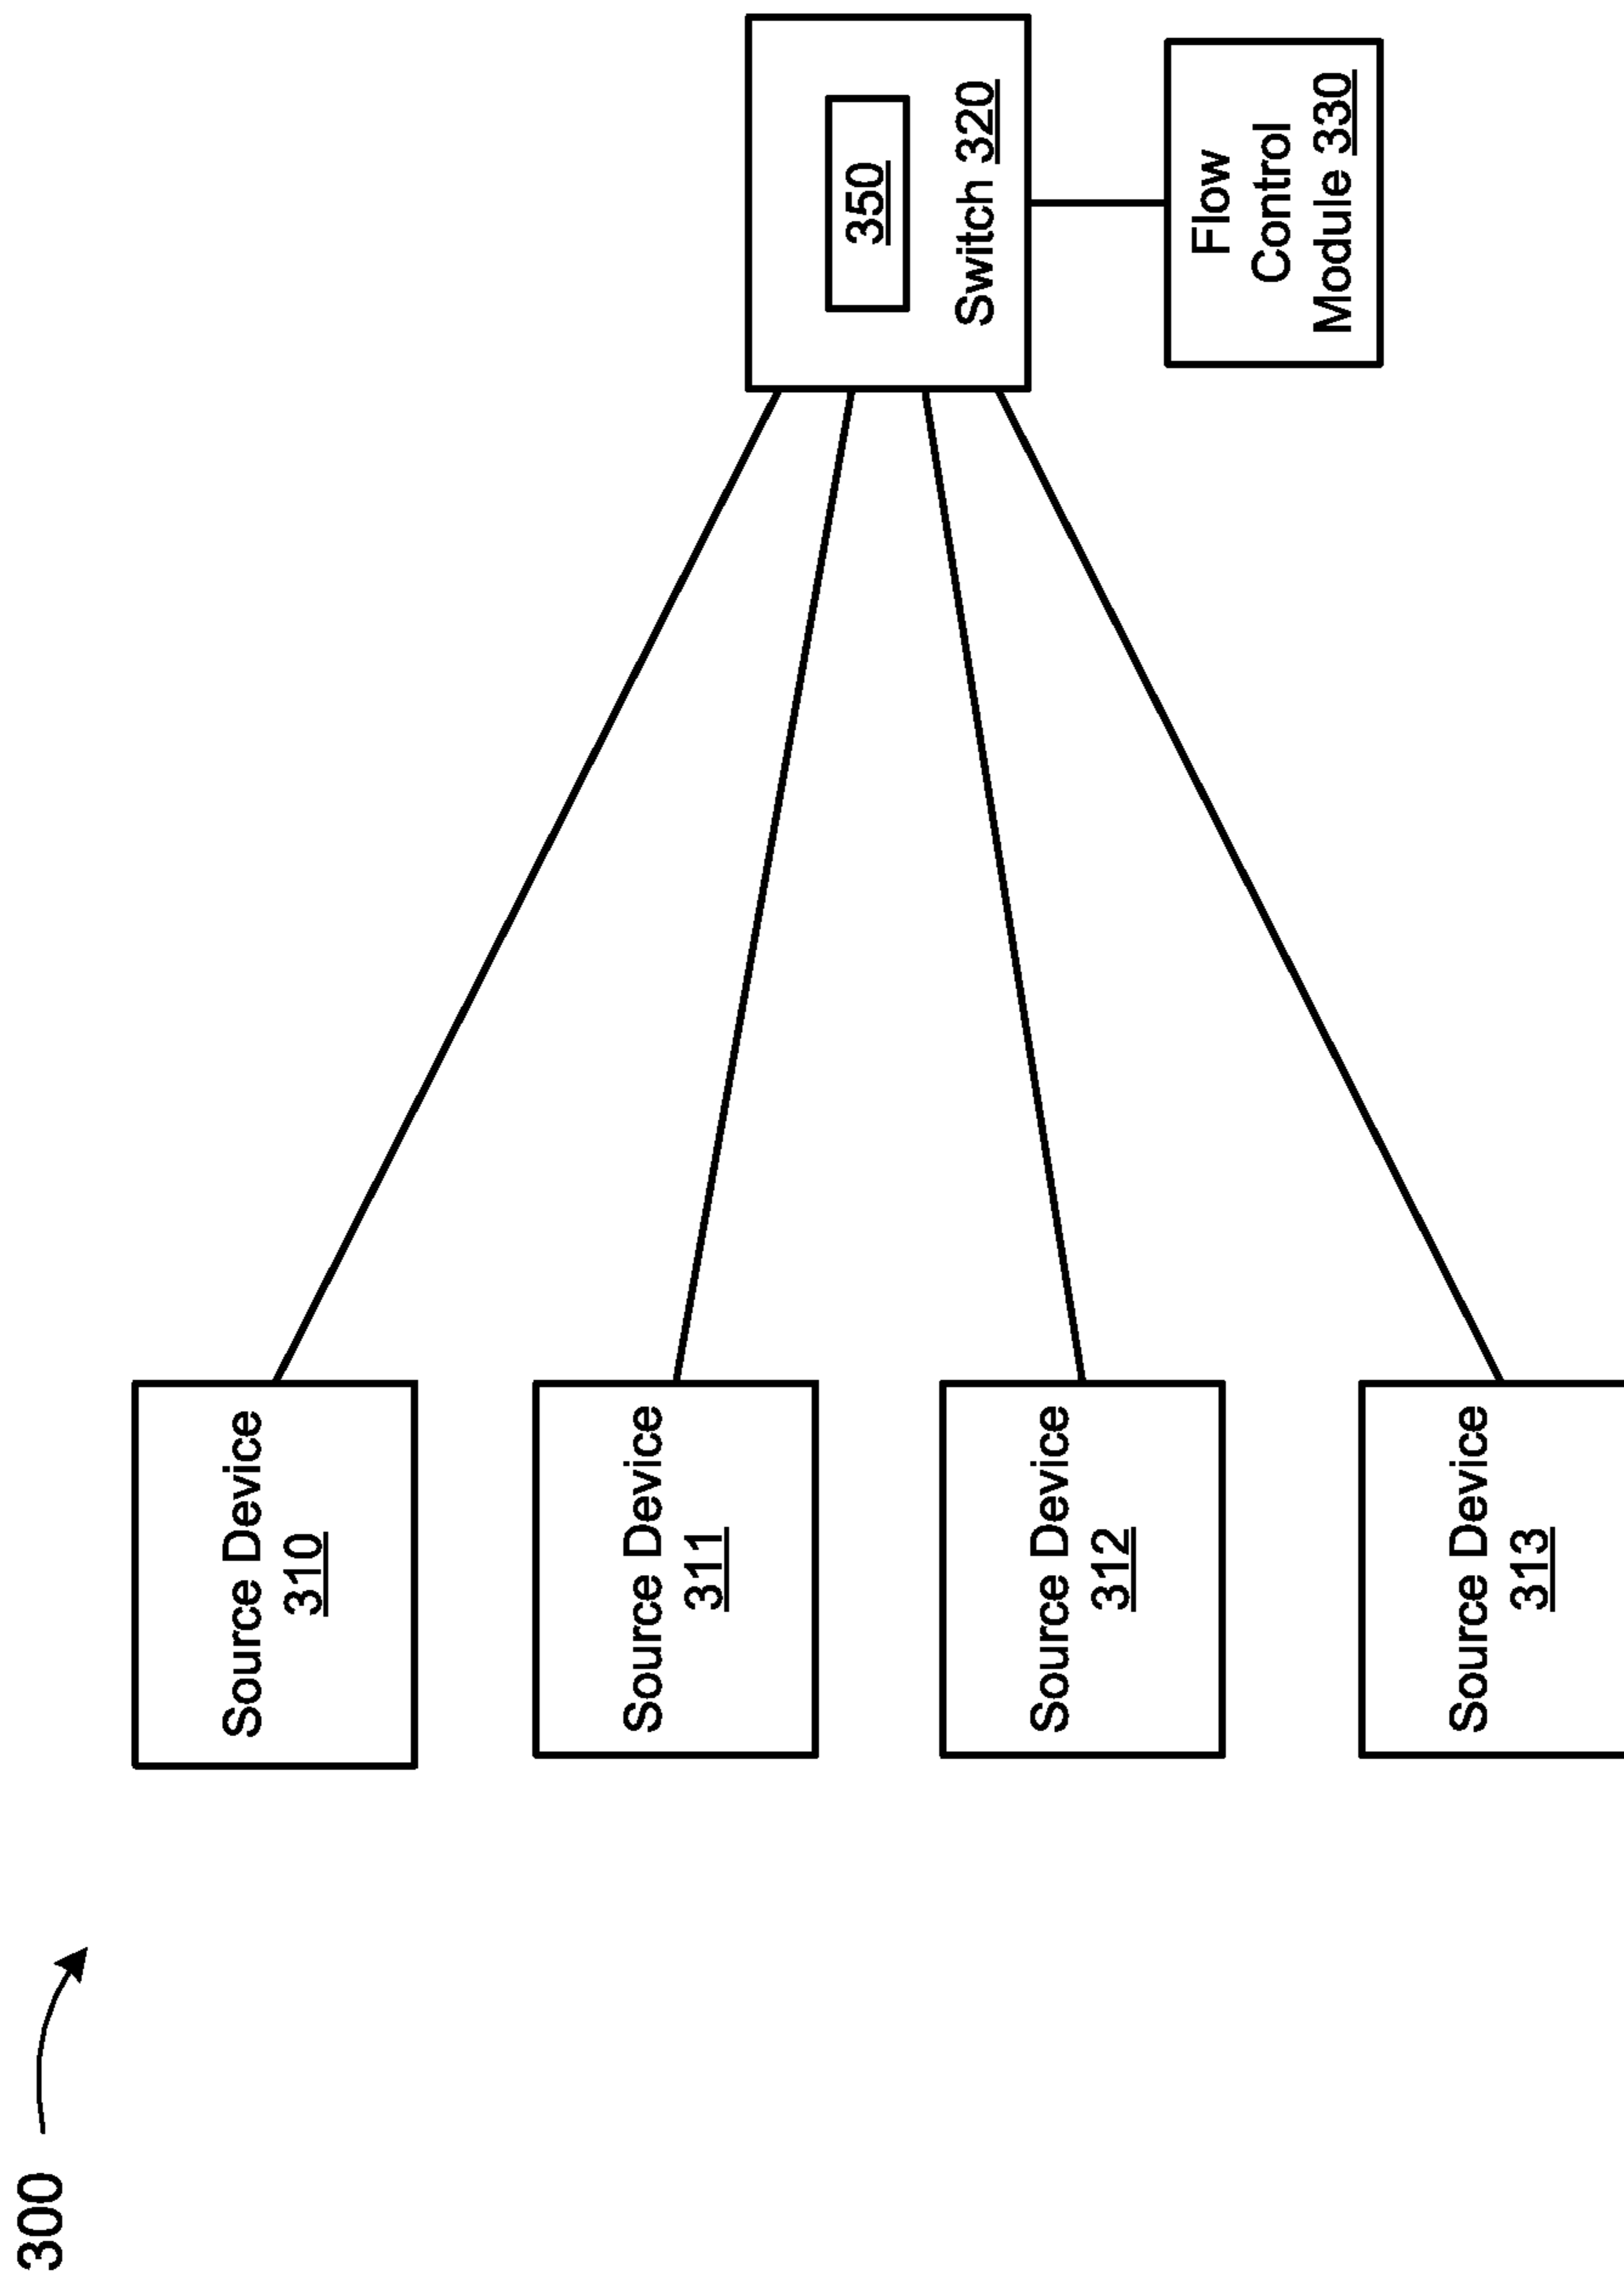 300
Source Device
310
Source Device
311
Source Device
312
Source Device
313
350
Switch 320
Flow
Control
Module 330